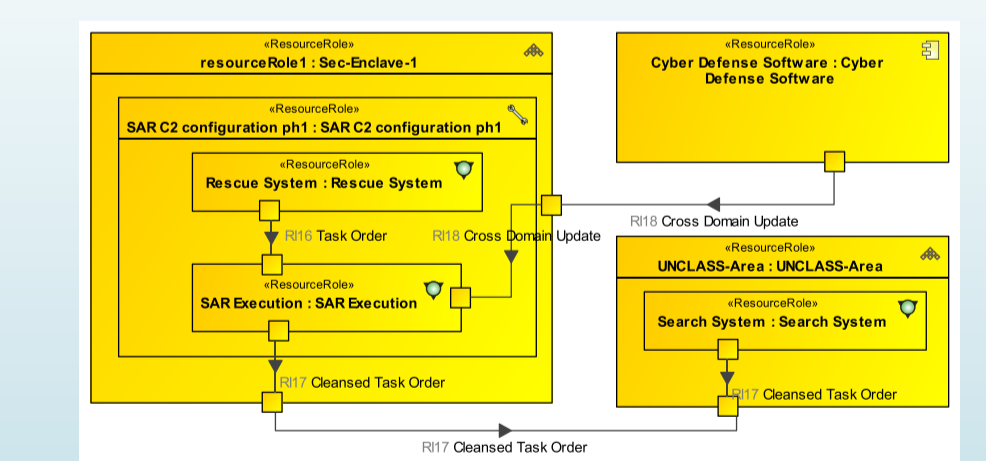 «ResourceRole»
resourceRole1 : Sec-Enclave-1
«ResourceRole»
SAR C2 configuration ph1 : SAR C2 configuration ph1
«ResourceRole»
Rescue System : Rescue System
RI16 Task Order
RI18 Cross Domain Update
«ResourceRole»
SAR Execution : SAR Execution
RI17 Cleansed Task Order
«ResourceRole»
Cyber Defense Software : Cyber
Defense Software
RI18 Cross Domain Update
«ResourceRole»
UNCLASS-Area : UNCLASS-Area
«ResourceRole»
Search System : Search System
RI17 Cleansed Task Order
RI17 Cleansed Task Order